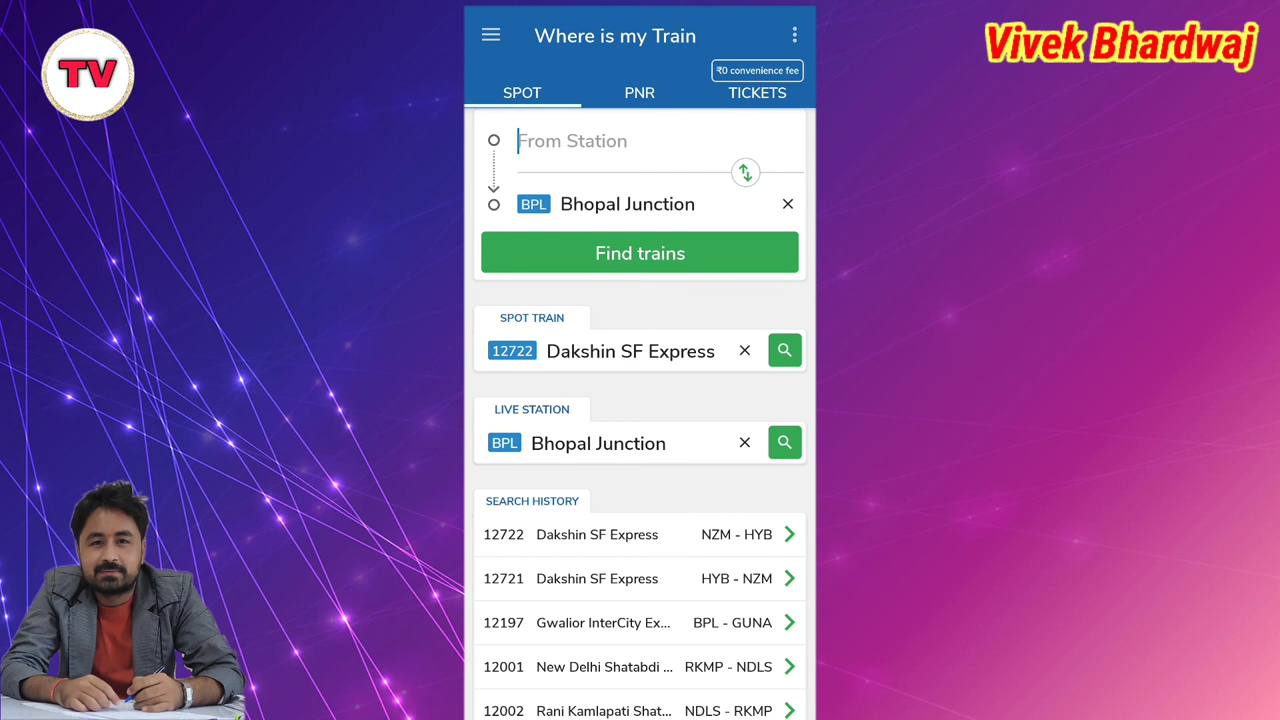 TV
Vivek Bhardwaj
Where is my Train
₹0 convenience fee
SPOT PNR TICKETS
From Station
BPL Bhopal Junction
Find trains
SPOT TRAIN
12722 Dakshin SF Express
LIVE STATION
BPL Bhopal Junction
SEARCH HISTORY
12722 Dakshin SF Express NZM - HYB
12721 Dakshin SF Express HYB - NZM
12197 Gwalior InterCity Ex... BPL - GUNA
12001 New Delhi Shatabdi ... RKMP - NDLS
12002 Rani Kamlapati Shat... NDLS - RKMP